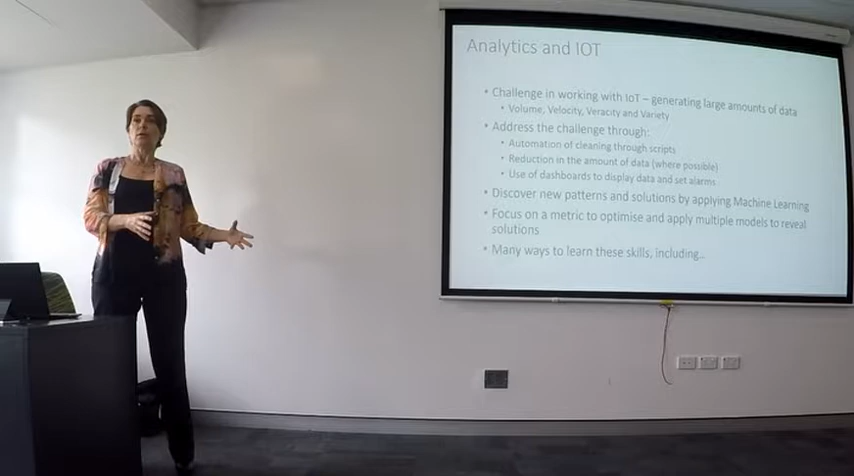 Analytics and IOT
• Challenge in working with IoT – generating large amounts of data
• Volume, Velocity, Veracity and Variety
• Address the challenge through:
• Automation of cleaning through scripts
• Reduction in the amount of data (where possible)
• Use of dashboards to display data and set alarms
• Discover new patterns and solutions by applying Machine Learning
• Focus on a metric to optimise and apply multiple models to reveal
solutions
• Many ways to learn these skills, including…